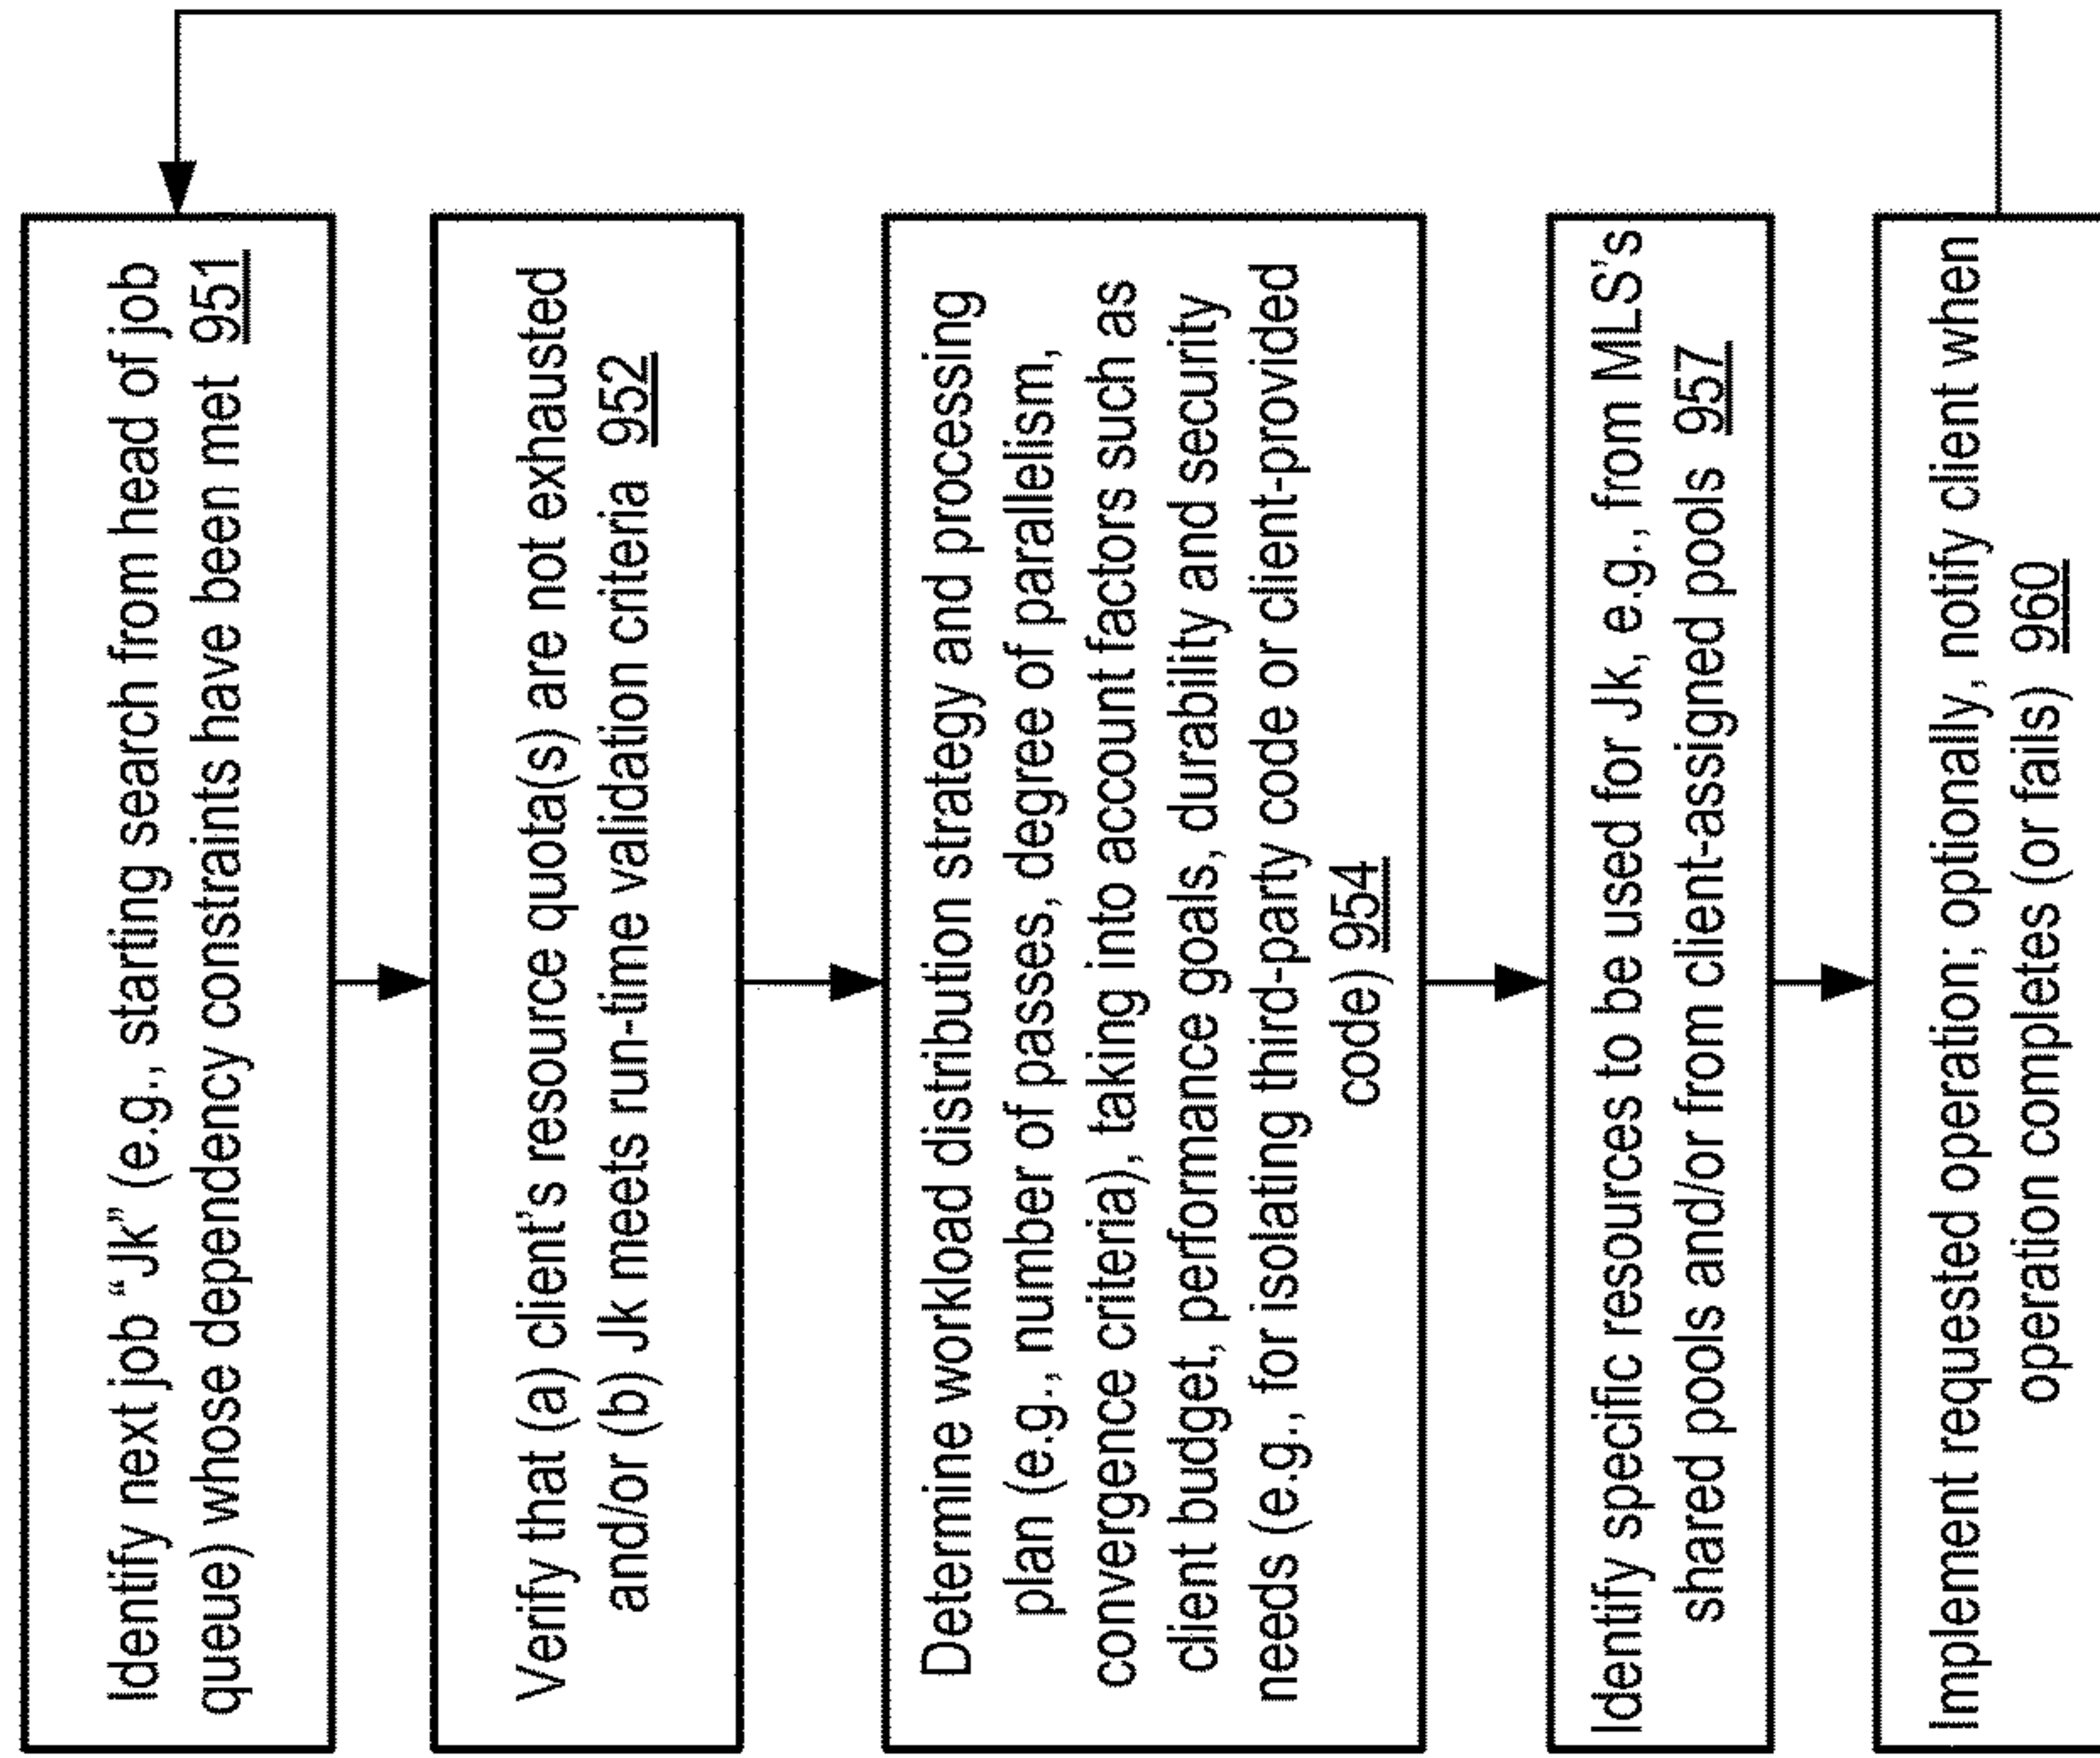 Identify next job “Jk” (e.g., starting search from head of job
queue) whose dependency constraints have been met 951
Verify that (a) client’s resource quota(s) are not exhausted
and/or (b) Jk meets run-time validation criteria 952
Determine workload distribution strategy and processing
plan (e.g., number of passes, degree of parallelism,
convergence criteria), taking into account factors such as
client budget, performance goals, durability and security
needs (e.g., for isolating third-party code or client-provided
code) 954
Identify specific resources to be used for Jk, e.g., from MLS’s
shared pools and/or from client-assigned pools 957
Implement requested operation; optionally, notify client when
operation completes (or fails) 960